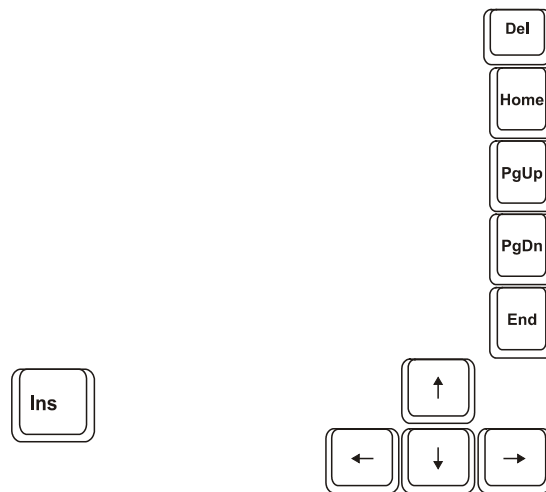 Del
Home
PgUp
PgDn
End
Ins
↑
← ↓ →